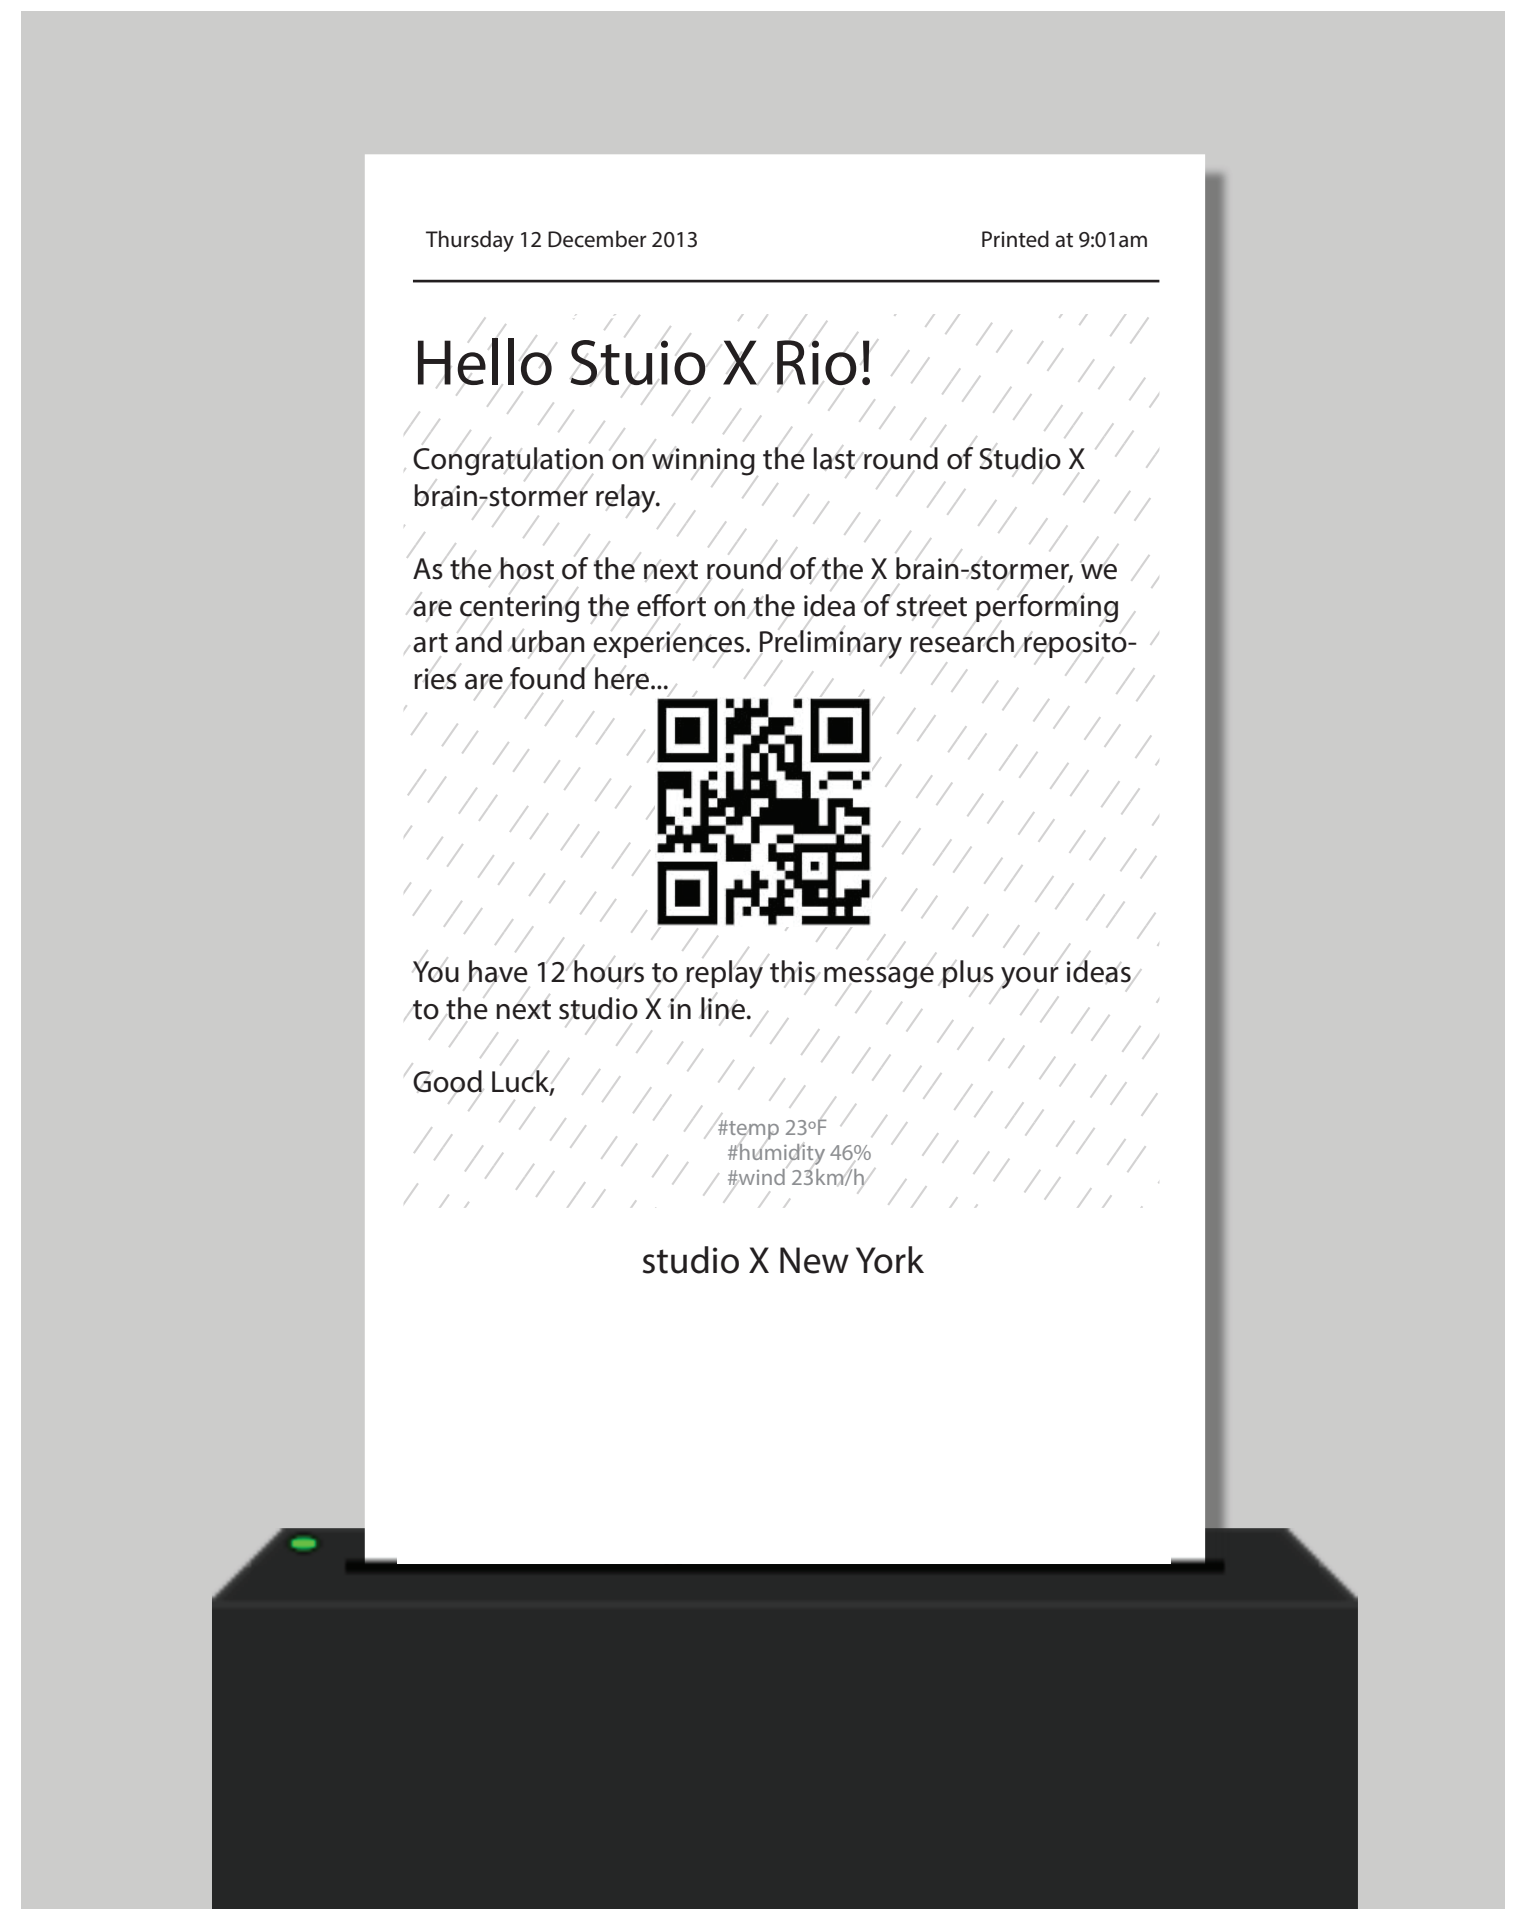 Thursday 12 December 2013 Printed at 9:01am
Hello Stuio X Rio!
Congratulation on winning the last round of Studio X
brain-stormer relay.
As the host of the next round of the X brain-stormer, we
are centering the effort on the idea of street performing
art and urban experiences. Preliminary research reposito-
ries are found here...
You have 12 hours to replay this message plus your ideas
to the next studio X in line.
Good Luck,
#temp 23ºF
#humidity 46%
#wind 23km/h
studio X New York